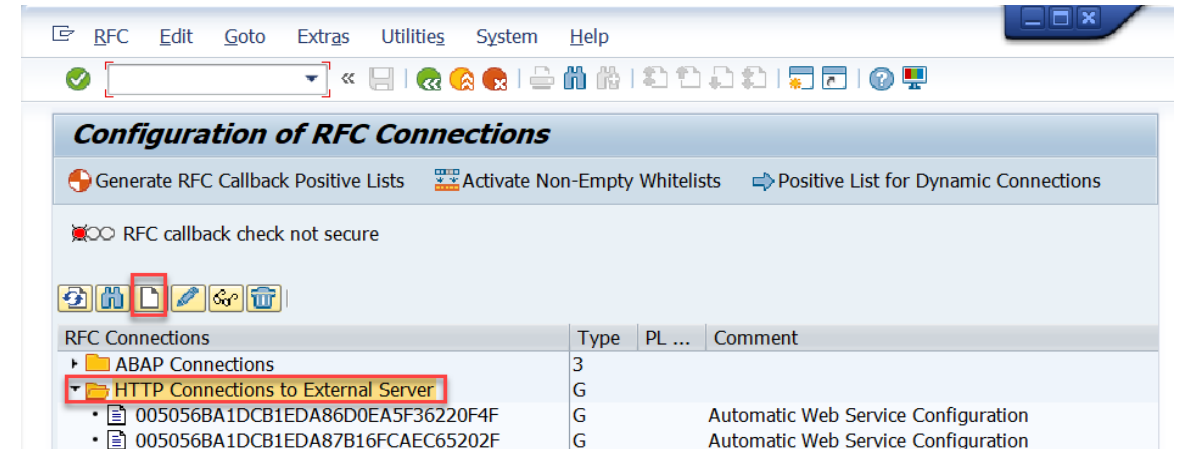 RFC Edit Goto Extras Utilities System Help
Configuration of RFC Connections
Generate RFC Callback Positive Lists Activate Non-Empty Whitelists Positive List for Dynamic Connections
RFC callback check not secure
RFC Connections Type PL ... Comment
ABAP Connections 3
HTTP Connections to External Server G
005056BA1DCB1EDA86D0EA5F36220F4F G Automatic Web Service Configuration
005056BA1DCB1EDA87B16FCAEC65202F G Automatic Web Service Configuration